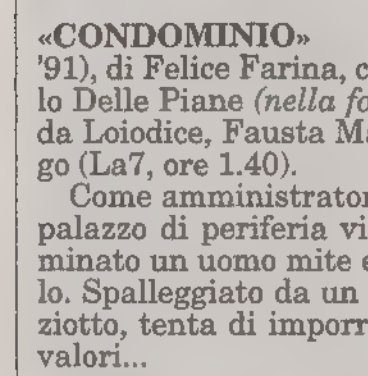 «CONDOMINIO»
'91), di Felice Farina, c
lo Delle Piane (nella fo
da Loiodice, Fausta Ma
go (La7, ore 1.40).
Come amministrator
palazzo di periferia vi
minato un uomo mite e
lo. Spalleggiato da un
ziotto, tenta di imporr
valori...